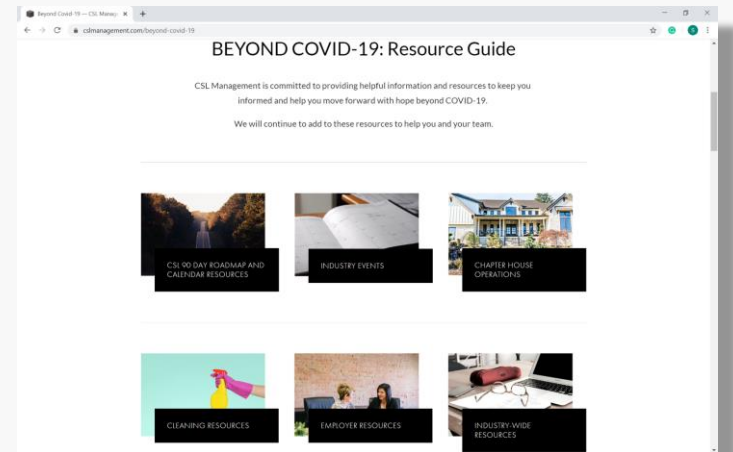 Beyond Covid-19 — CSL Manag
cslmanagement.com/beyond-covid-19
S
BEYOND COVID-19: Resource Guide
CSL Management is committed to providing helpful information and resources to keep you
informed and help you move forward with hope beyond COVID-19.
We will continue to add to these resources to help you and your team.
CSL 90 DAY ROADMAP AND
CALENDAR RESOURCES
INDUSTRY EVENTS
CHAPTER HOUSE
OPERATIONS
CLEANING RESOURCES
EMPLOYER RESOURCES
INDUSTRY-WIDE
RESOURCES